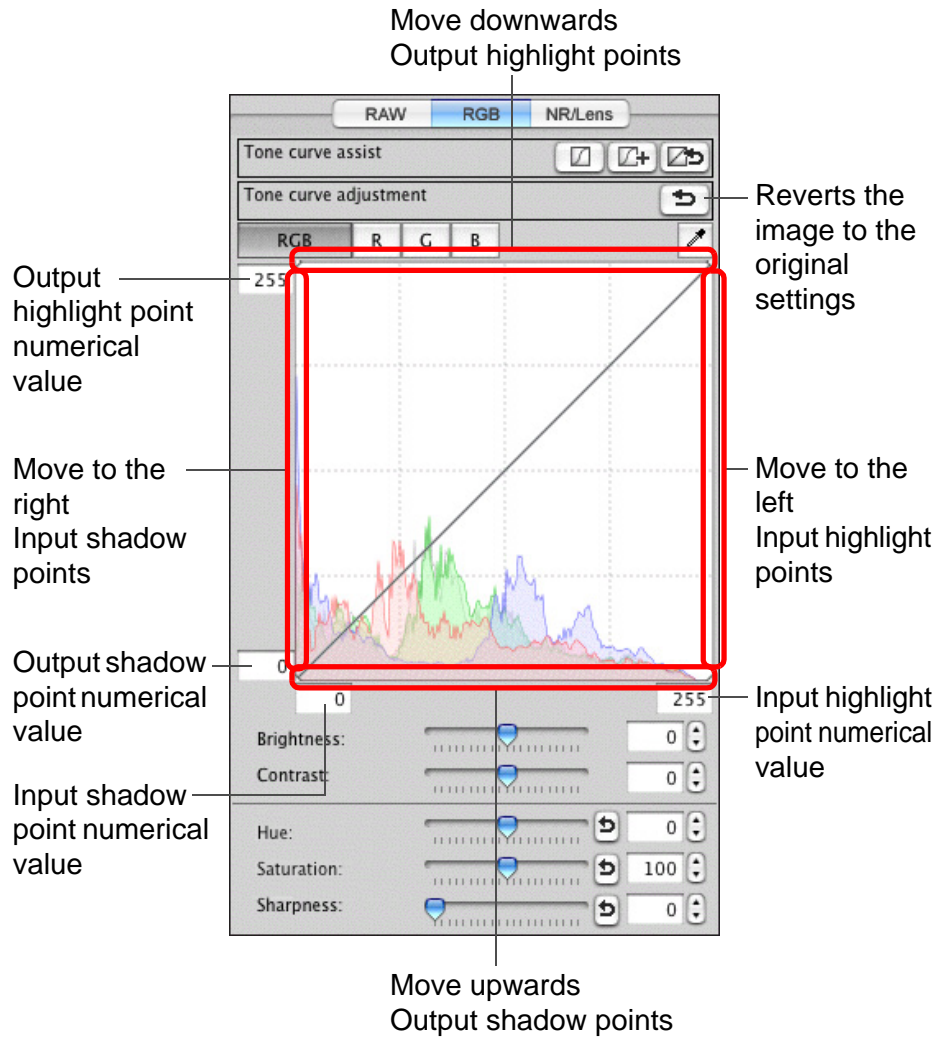 Move downwards
Output highlight points
RAW RGB NR/Lens
Tone curve assist
Tone curve adjustment
Reverts the
image to the
original
settings
RGB R G B
Output
highlight point
numerical
value
255
Move to the
right
Input shadow
points
Move to the
left
Input highlight
points
Output shadow
point numerical
value
0
0 255
Input highlight
point numerical
value
Brightness: 0
Contrast: 0
Input shadow
point numerical
value
Hue: 0
Saturation: 100
Sharpness: 0
Move upwards
Output shadow points